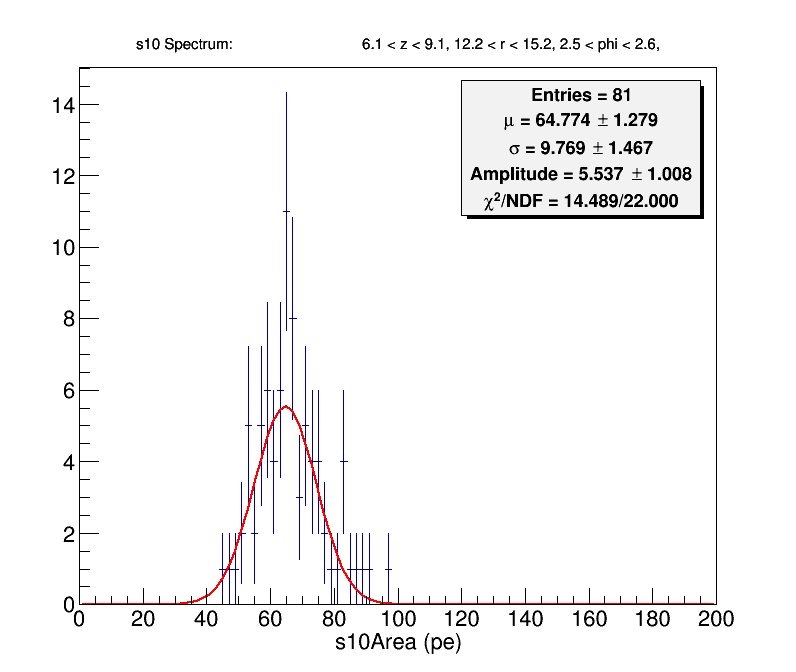 s10 Spectrum: 6.1 < z < 9.1, 12.2 < r < 15.2, 2.5 < phi < 2.6,
Entries = 81
μ = 64.774 ± 1.279
σ = 9.769 ± 1.467
Amplitude = 5.537 ± 1.008
χ²/NDF = 14.489/22.000
14
12
10
8
6
4
2
0
0 20 40 60 80 100 120 140 160 180 200
s10Area (pe)